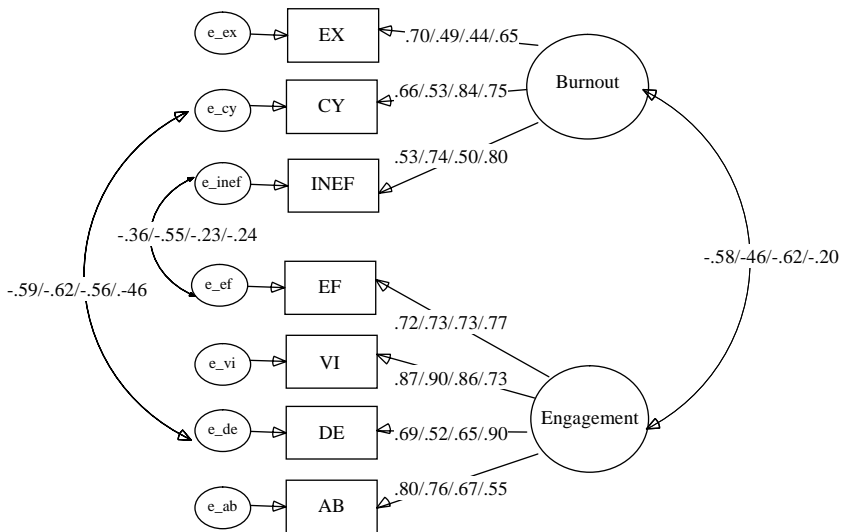 e_ex
EX
.70/.49/.44/.65
Burnout
e_cy
CY
.66/.53/.84/.75
e_inef
INEF
.53/.74/.50/.80
-.36/-.55/-.23/-.24
-.58/-46/-.62/-.20
e_ef
EF
-.59/-.62/-.56/.-46
.72/.73/.73/.77
e_vi
VI
.87/.90/.86/.73
Engagement
e_de
DE
.69/.52/.65/.90
e_ab
AB
.80/.76/.67/.55